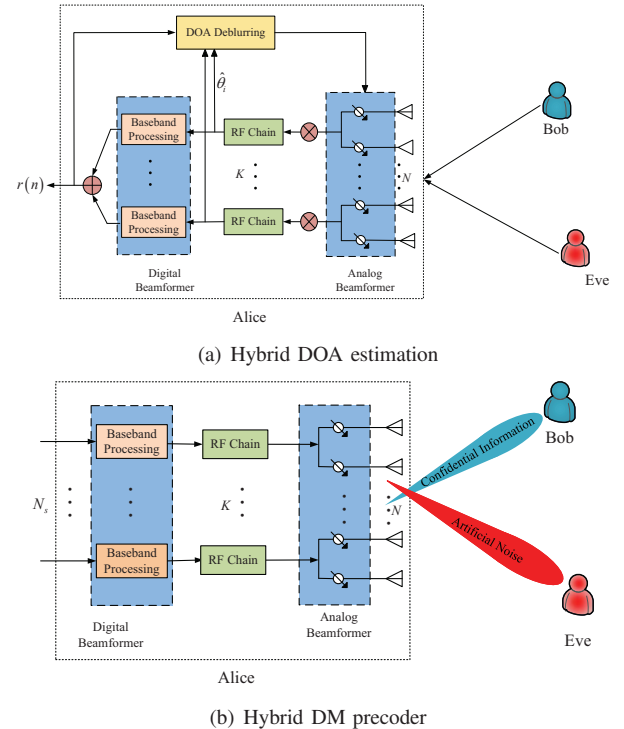 DOA Deblurring
θ̂i
Baseband
Processing
RF Chain
Bob
r(n)
K
N
Baseband
Processing
RF Chain
Digital
Beamformer
Analog
Beamformer
Eve
Alice
(a) Hybrid DOA estimation
Baseband
Processing
RF Chain
Confidential Information
Bob
Ns
K
N
Artificial Noise
Baseband
Processing
RF Chain
Digital
Beamformer
Analog
Beamformer
Eve
Alice
(b) Hybrid DM precoder